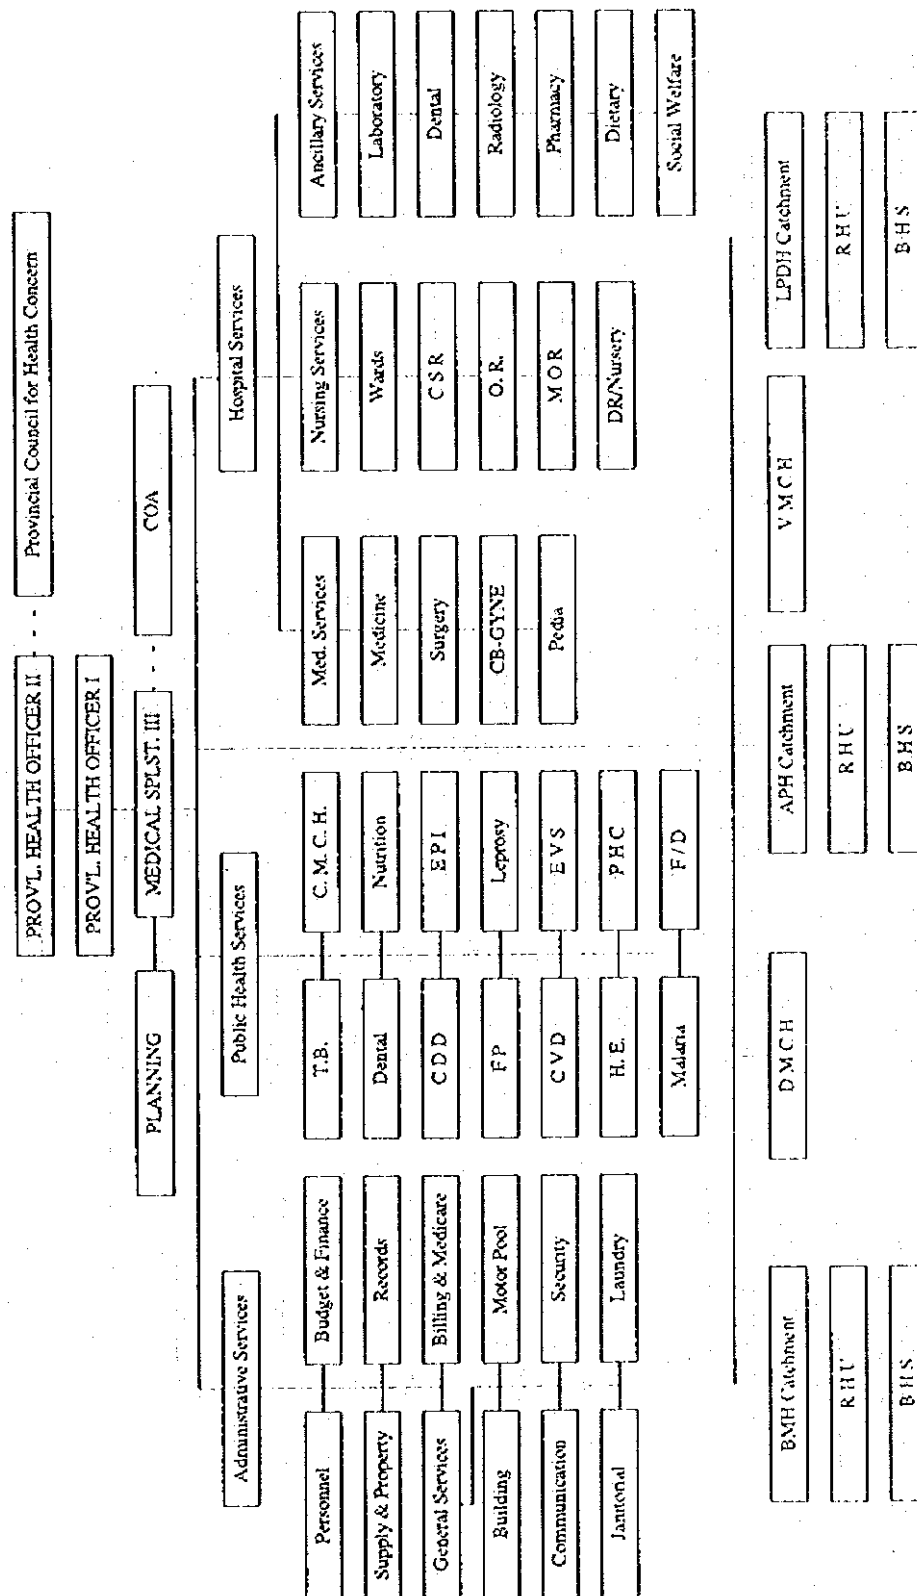 PROV'L. HEALTH OFFICER II
Provincial Council for Health Concern
PROV'L. HEALTH OFFICER I
PLANNING
MEDICAL SPLST. III
COA
Administrative Services
Public Health Services
Hospital Services
Personnel
Budget & Finance
T.B.
C. M. C. H.
Med. Services
Nursing Services
Ancillary Services
Supply & Property
Records
Dental
Nutrition
Medicine
Wards
Laboratory
General Services
Billing & Medicare
C D D
E P I
Surgery
C S R
Dental
Building
Motor Pool
F P
Leprosy
CB-GYNE
O. R.
Radiology
Communication
Security
C V D
E V S
Pedia
M O R
Pharmacy
Janitorial
Laundry
H. E.
P H C
DR/Nursery
Dietary
Malaria
F / D
Social Welfare
BMH Catchment
D M C H
APH Catchment
V M C H
LPDH Catchment
R H U
R H U
R H U
B H S
B H S
B H S